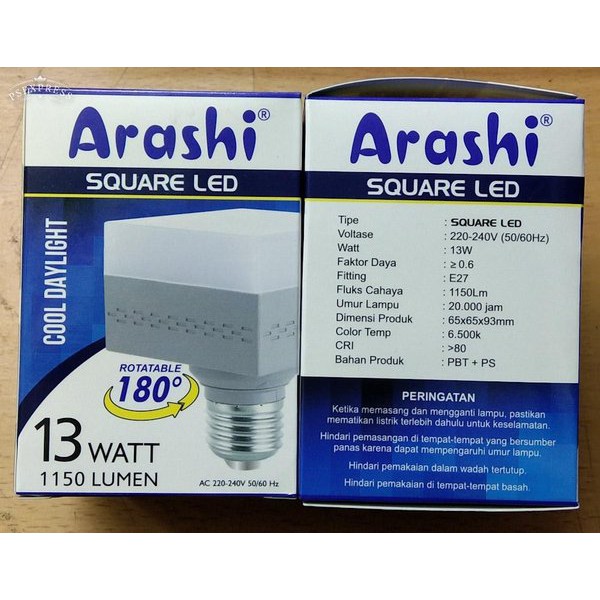 PSEXPRESS
Arashi®
SQUARE LED
COOL DAYLIGHT
ROTATABLE
180°
13 WATT
1150 LUMEN
AC 220-240V 50/60 Hz
Arashi®
SQUARE LED
Tipe : SQUARE LED
Voltase : 220-240V (50/60Hz)
Watt : 13W
Faktor Daya : ≥ 0.6
Fitting : E27
Fluks Cahaya : 1150Lm
Umur Lampu : 20.000 jam
Dimensi Produk : 65x65x93mm
Color Temp : 6.500k
CRI : >80
Bahan Produk : PBT + PS
PERINGATAN
Ketika memasang dan mengganti lampu, pastikan
mematikan listrik terlebih dahulu untuk keselamatan.
Hindari pemasangan di tempat-tempat yang bersumber
panas karena dapat mempengaruhi umur lampu.
Hindari pemakaian dalam wadah tertutup.
Hindari pemakaian di tempat-tempat basah.